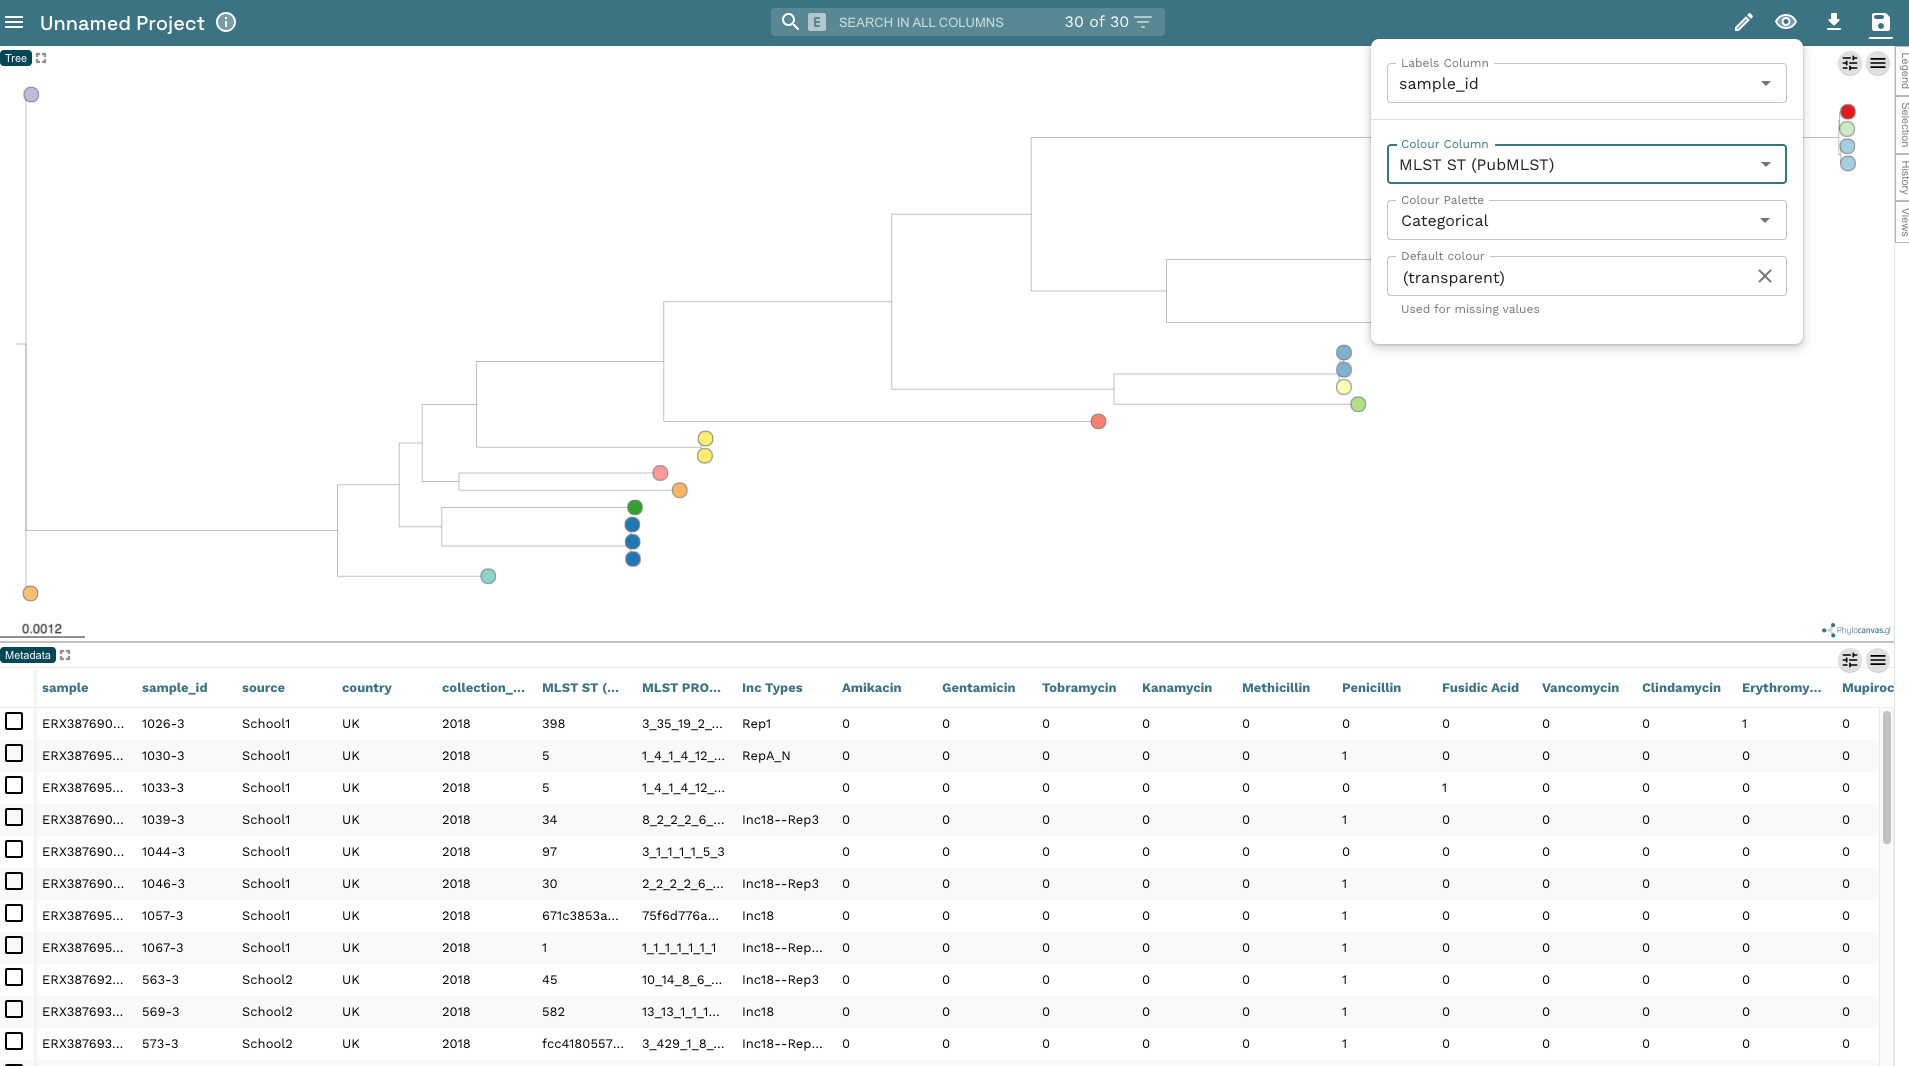 Unnamed Project
E SEARCH IN ALL COLUMNS 30 of 30
Tree
Labels Column
sample_id
Colour Column
MLST ST (PubMLST)
Colour Palette
Categorical
Default colour
(transparent)
Used for missing values
Legend
Selection
History
Views
0.0012
Phylocanvas.gl
Metadata
sample sample_id source country collection_... MLST ST (... MLST PRO... Inc Types Amikacin Gentamicin Tobramycin Kanamycin Methicillin Penicillin Fusidic Acid Vancomycin Clindamycin Erythromy... Mupiroc
ERX387690... 1026-3 School1 UK 2018 398 3_35_19_2_... Rep1 0 0 0 0 0 0 0 0 0 1 0
ERX387695... 1030-3 School1 UK 2018 5 1_4_1_4_12_... RepA_N 0 0 0 0 0 1 0 0 0 0 0
ERX387695... 1033-3 School1 UK 2018 5 1_4_1_4_12_... 0 0 0 0 0 0 1 0 0 0 0
ERX387690... 1039-3 School1 UK 2018 34 8_2_2_2_6_... Inc18--Rep3 0 0 0 0 0 1 0 0 0 0 0
ERX387690... 1044-3 School1 UK 2018 97 3_1_1_1_1_5_3 0 0 0 0 0 0 0 0 0 0 0
ERX387690... 1046-3 School1 UK 2018 30 2_2_2_2_6_... Inc18--Rep3 0 0 0 0 0 1 0 0 0 0 0
ERX387695... 1057-3 School1 UK 2018 671c3853a... 75f6d776a... Inc18 0 0 0 0 0 1 0 0 0 0 0
ERX387695... 1067-3 School1 UK 2018 1 1_1_1_1_1_1_1 Inc18--Rep... 0 0 0 0 0 1 0 0 0 0 0
ERX387692... 563-3 School2 UK 2018 45 10_14_8_6_... Inc18--Rep3 0 0 0 0 0 1 0 0 0 0 0
ERX387693... 569-3 School2 UK 2018 582 13_13_1_1_1... Inc18 0 0 0 0 0 1 0 0 0 0 0
ERX387693... 573-3 School2 UK 2018 fcc4180557... 3_429_1_8_... Inc18--Rep... 0 0 0 0 0 1 0 0 0 0 0